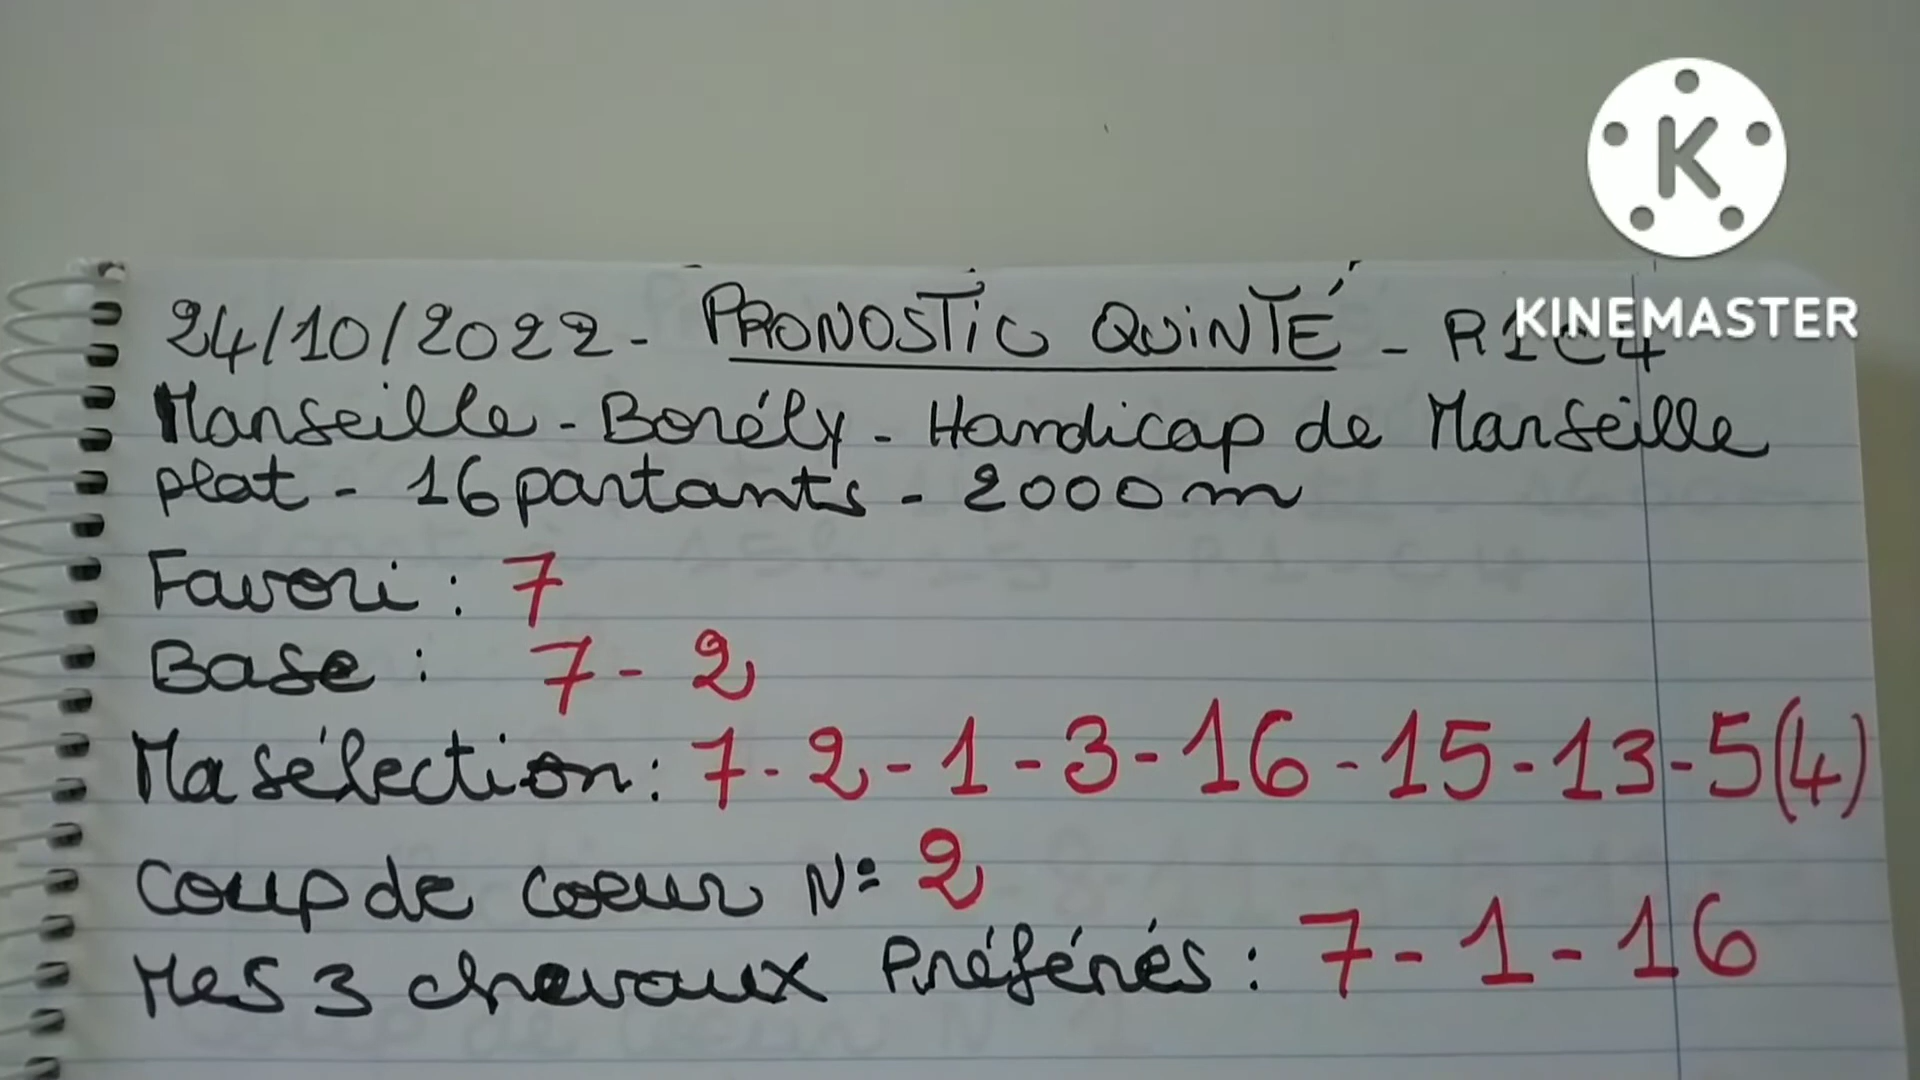 KINEMASTER
24/10/2022 - PRONOSTIC QUINTÉ - R1C4
Marseille - Borély - Handicap de Marseille
plat - 16 partants - 2000m
Favori : 7
Base : 7 - 2
Ma sélection : 7 - 2 - 1 - 3 - 16 - 15 - 13 - 5 (4)
Coup de coeur N° 2
Mes 3 chevaux Préférés : 7 - 1 - 16